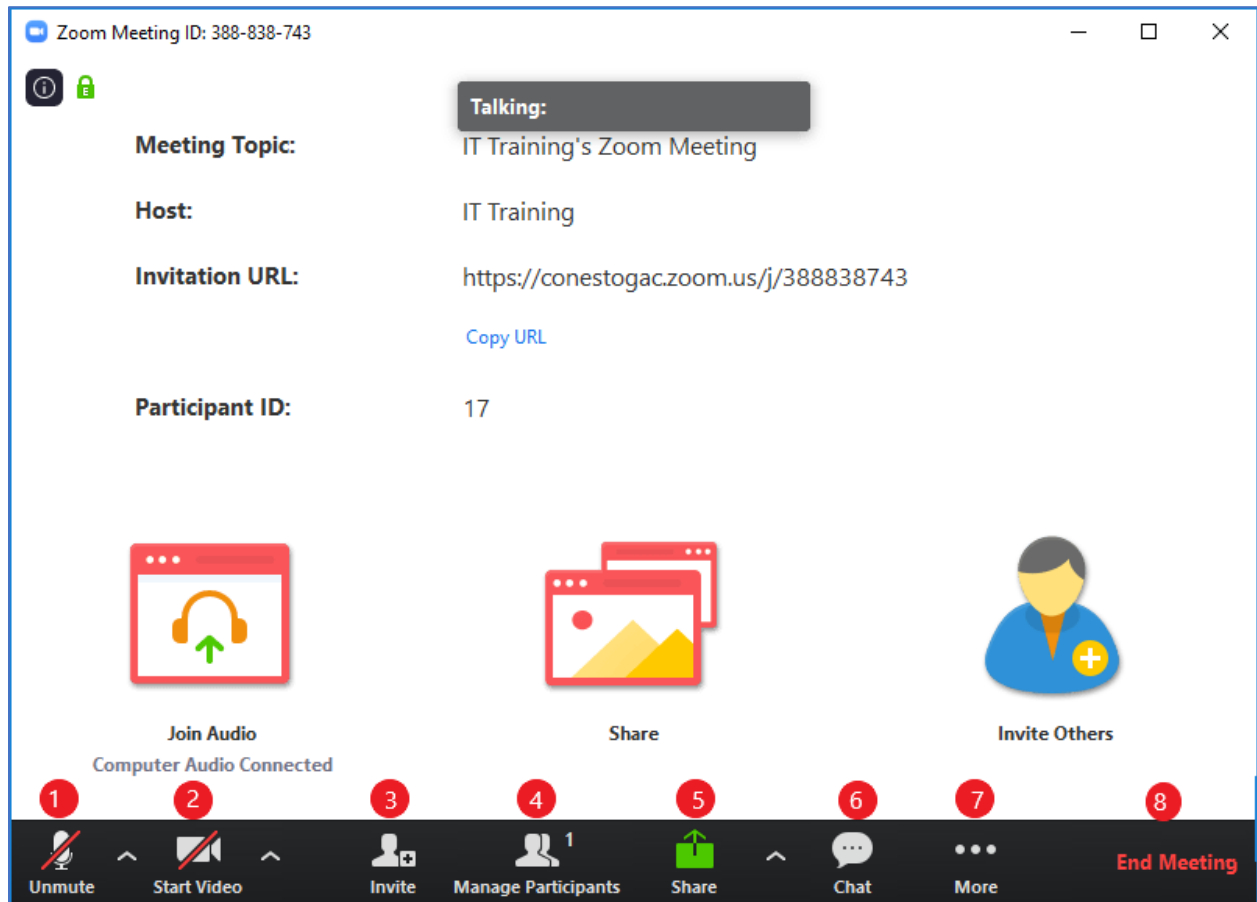 Zoom Meeting ID: 388-838-743
E
Talking:
Meeting Topic: IT Training's Zoom Meeting
Host: IT Training
Invitation URL: https://conestogac.zoom.us/j/388838743
Copy URL
Participant ID: 17
Join Audio Share Invite Others
Computer Audio Connected
1 2 3 4 5 6 7 8
1
Unmute Start Video Invite Manage Participants Share Chat More End Meeting